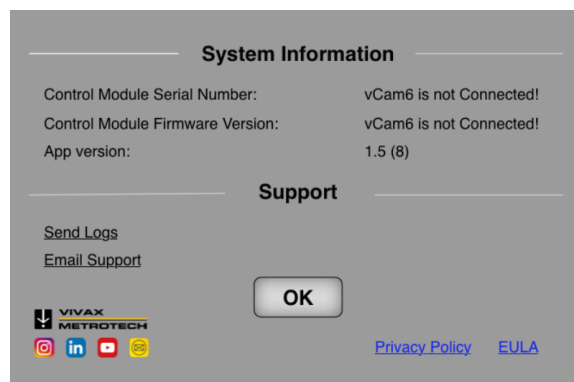 System Information
Control Module Serial Number: vCam6 is not Connected!
Control Module Firmware Version: vCam6 is not Connected!
App version: 1.5 (8)
Support
Send Logs
Email Support
OK
VIVAX
METROTECH
in
Privacy Policy EULA